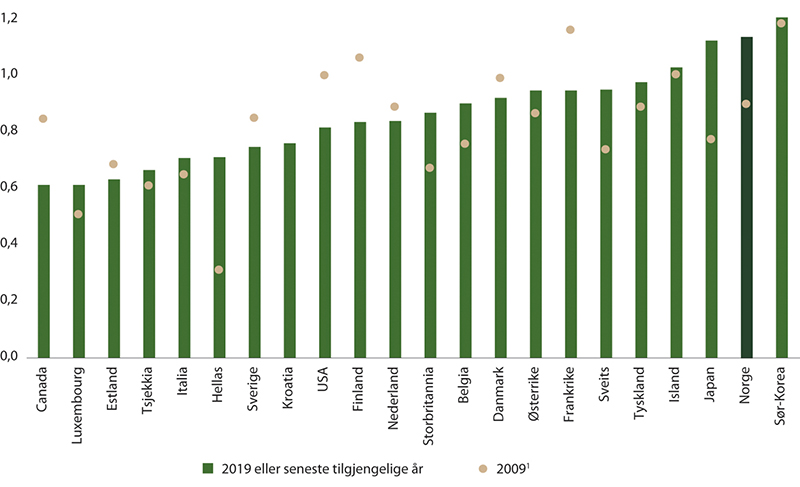 1,2
1,0
0,8
0,6
0,4
0,2
0,0
Canada
Luxembourg
Estland
Tsjekkia
Italia
Hellas
Sverige
Kroatia
USA
Finland
Nederland
Storbritannia
Belgia
Danmark
Østerrike
Frankrike
Sveits
Tyskland
Island
Japan
Norge
Sør-Korea
2019 eller seneste tilgjengelige år
2009¹